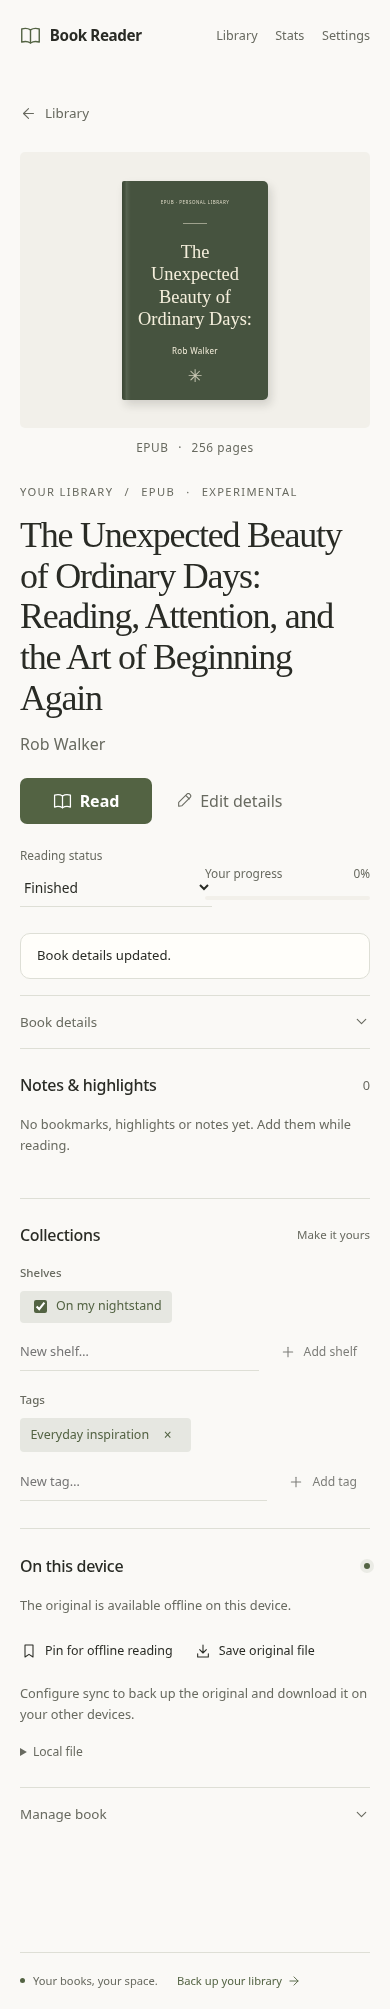 Book Reader
Library Stats Settings
Library
EPUB · PERSONAL LIBRARY
The
Unexpected
Beauty of
Ordinary Days:
Rob Walker
EPUB · 256 pages
YOUR LIBRARY / EPUB · EXPERIMENTAL
The Unexpected Beauty
of Ordinary Days:
Reading, Attention, and
the Art of Beginning
Again
Rob Walker
Read
Edit details
Reading status
Finished
Your progress 0%
Book details updated.
Book details
Notes & highlights 0
No bookmarks, highlights or notes yet. Add them while
reading.
Collections Make it yours
Shelves
On my nightstand
New shelf... Add shelf
Tags
Everyday inspiration ×
New tag... Add tag
On this device
The original is available offline on this device.
Pin for offline reading Save original file
Configure sync to back up the original and download it on
your other devices.
Local file
Manage book
Your books, your space. Back up your library